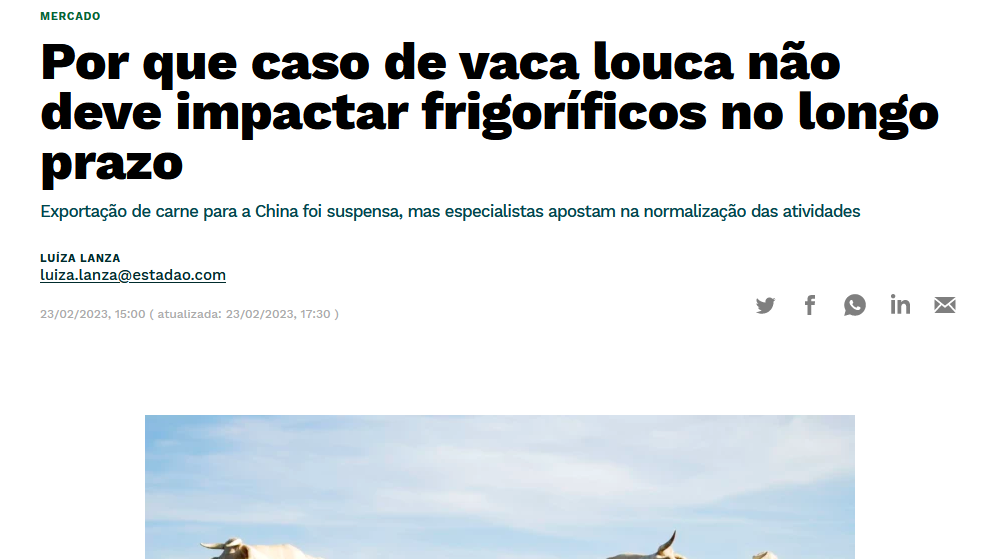 MERCADO
Por que caso de vaca louca não
deve impactar frigoríficos no longo
prazo
Exportação de carne para a China foi suspensa, mas especialistas apostam na normalização das atividades
LUÍZA LANZA
luiza.lanza@estadao.com
23/02/2023, 15:00 ( atualizada: 23/02/2023, 17:30 )